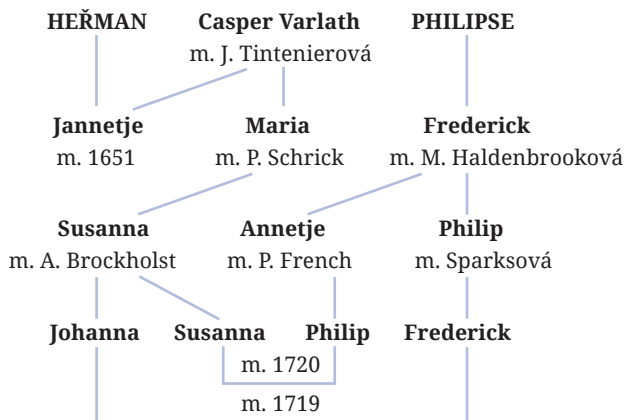 HEŘMAN Casper Varlath PHILIPSE
m. J. Tintenierová
Jannetje Maria Frederick
m. 1651 m. P. Schrick m. M. Haldenbrooková
Susanna Annetje Philip
m. A. Brockholst m. P. French m. Sparksová
Johanna Susanna Philip Frederick
m. 1720
m. 1719